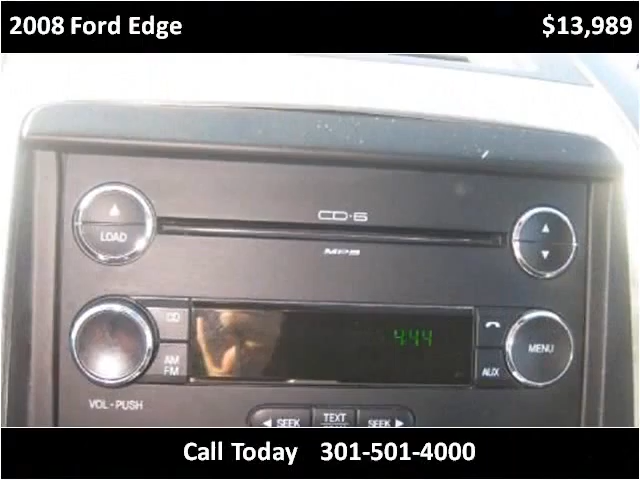 2008 Ford Edge $13,989
CD-6
LOAD
MP3
CD
4:44
AM
FM
MENU
AUX
VOL - PUSH
SEEK TEXT SEEK
Call Today 301-501-4000